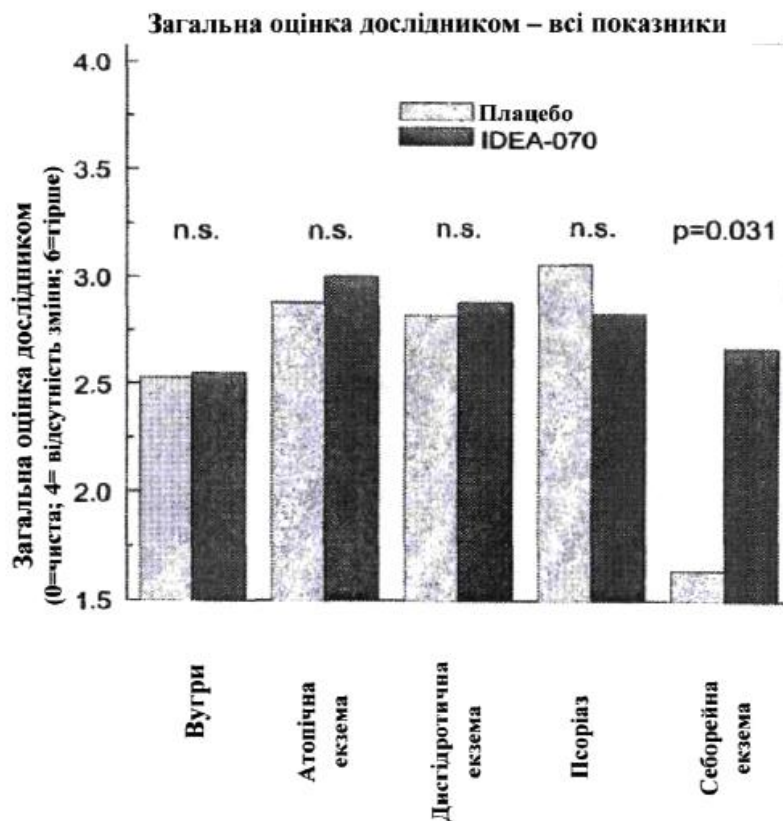 Загальна оцінка дослідником – всі показники
Загальна оцінка дослідником
(0=чиста; 4= відсутність зміни; 6=гірше)
4.0
3.5
3.0
2.5
2.0
1.5
Плацебо
IDEA-070
n.s.
n.s.
n.s.
n.s.
p=0.031
Вугри
Атопічна
екзема
Дисгідротична
екзема
Псоріаз
Себорейна
екзема